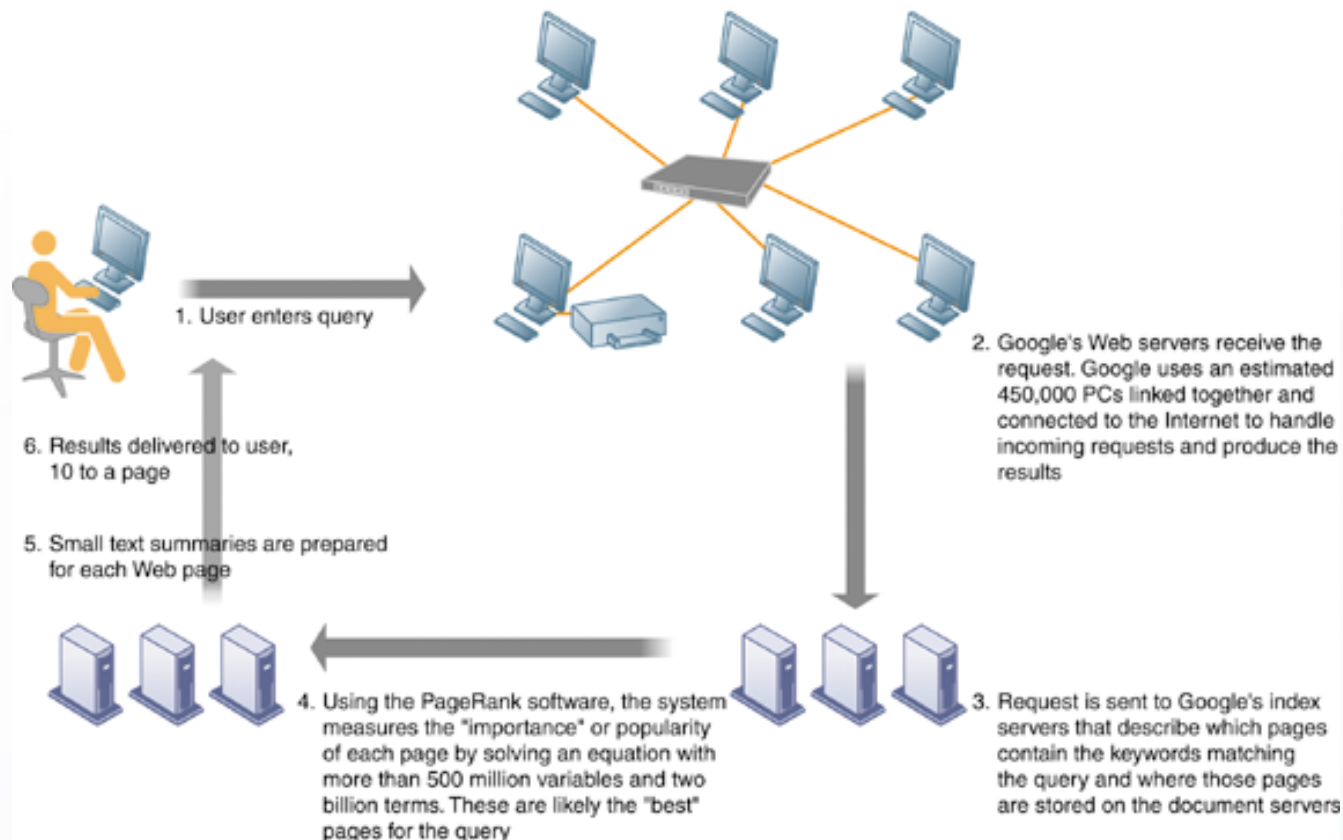 1. User enters query
2. Google's Web servers receive the
request. Google uses an estimated
450,000 PCs linked together and
connected to the Internet to handle
incoming requests and produce the
results
3. Request is sent to Google's index
servers that describe which pages
contain the keywords matching
the query and where those pages
are stored on the document servers
4. Using the PageRank software, the system
measures the "importance" or popularity
of each page by solving an equation with
more than 500 million variables and two
billion terms. These are likely the "best"
pages for the query
5. Small text summaries are prepared
for each Web page
6. Results delivered to user,
10 to a page